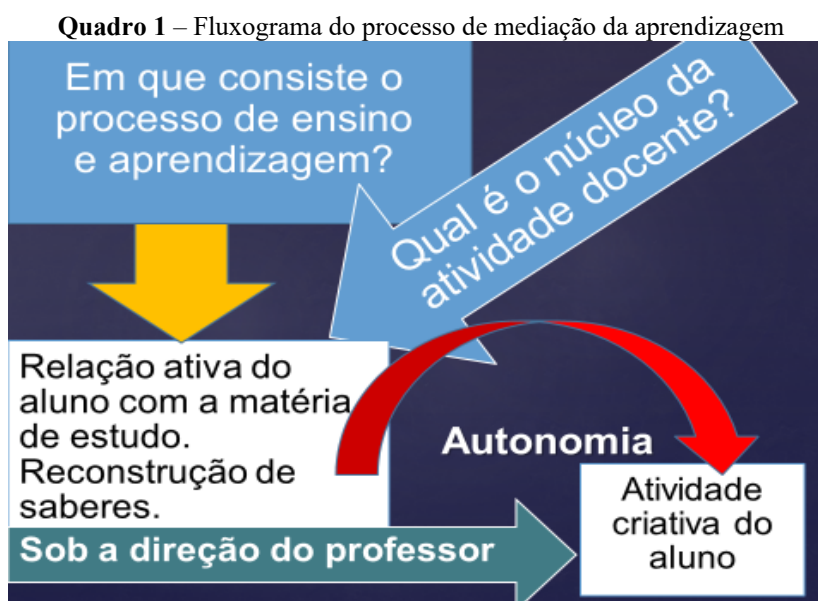 Quadro 1 – Fluxograma do processo de mediação da aprendizagem
Em que consiste o
processo de ensino
e aprendizagem?
Qual é o núcleo da
atividade docente?
Relação ativa do
aluno com a matéria
de estudo.
Reconstrução de
saberes.
Autonomia
Sob a direção do professor
Atividade
criativa do
aluno